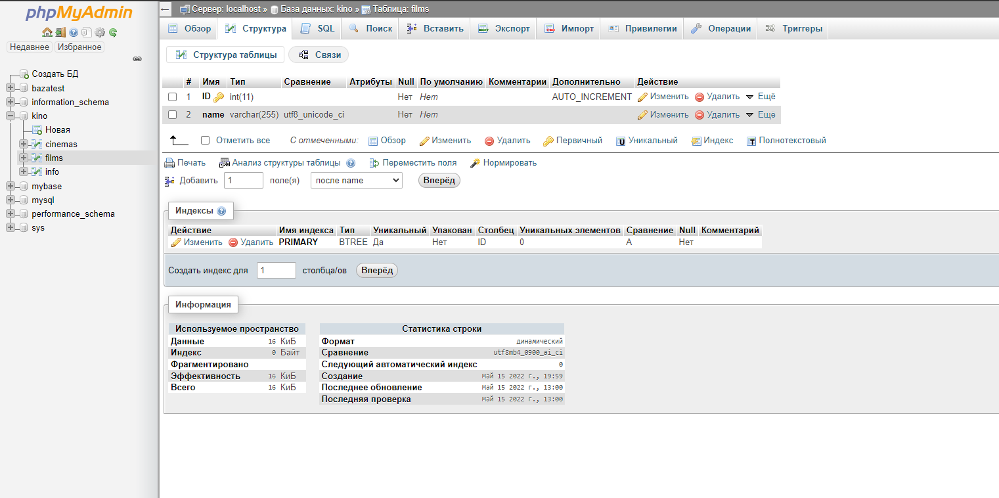 phpMyAdmin
Недавнее Избранное
Создать БД
bazatest
information_schema
kino
Новая
cinemas
films
info
mybase
mysql
performance_schema
sys
Сервер: localhost » База данных: kino » Таблица: films
Обзор Структура SQL Поиск Вставить Экспорт Импорт Привилегии Операции Триггеры
Структура таблицы Связи
# Имя Тип Сравнение Атрибуты Null По умолчанию Комментарии Дополнительно Действие
1 ID int(11) Нет Нет AUTO_INCREMENT Изменить Удалить Ещё
2 name varchar(255) utf8_unicode_ci Нет Нет Изменить Удалить Ещё
Отметить все С отмеченными: Обзор Изменить Удалить Первичный Уникальный Индекс Полнотекстовый
Печать Анализ структуры таблицы Переместить поля Нормировать
Добавить 1 поле(я) после name Вперёд
Индексы
Действие Имя индекса Тип Уникальный Упакован Столбец Уникальных элементов Сравнение Null Комментарий
Изменить Удалить PRIMARY BTREE Да Нет ID 0 A Нет
Создать индекс для 1 столбца/ов Вперёд
Информация
Используемое пространство
Данные 16 КиБ
Индекс 0 Байт
Фрагментировано
Эффективность 16 КиБ
Всего 16 КиБ
Статистика строки
Формат динамический
Сравнение utf8mb4_0900_ai_ci
Следующий автоматический индекс 0
Создание Май 15 2022 г., 19:59
Последнее обновление Май 15 2022 г., 13:00
Последняя проверка Май 15 2022 г., 13:00